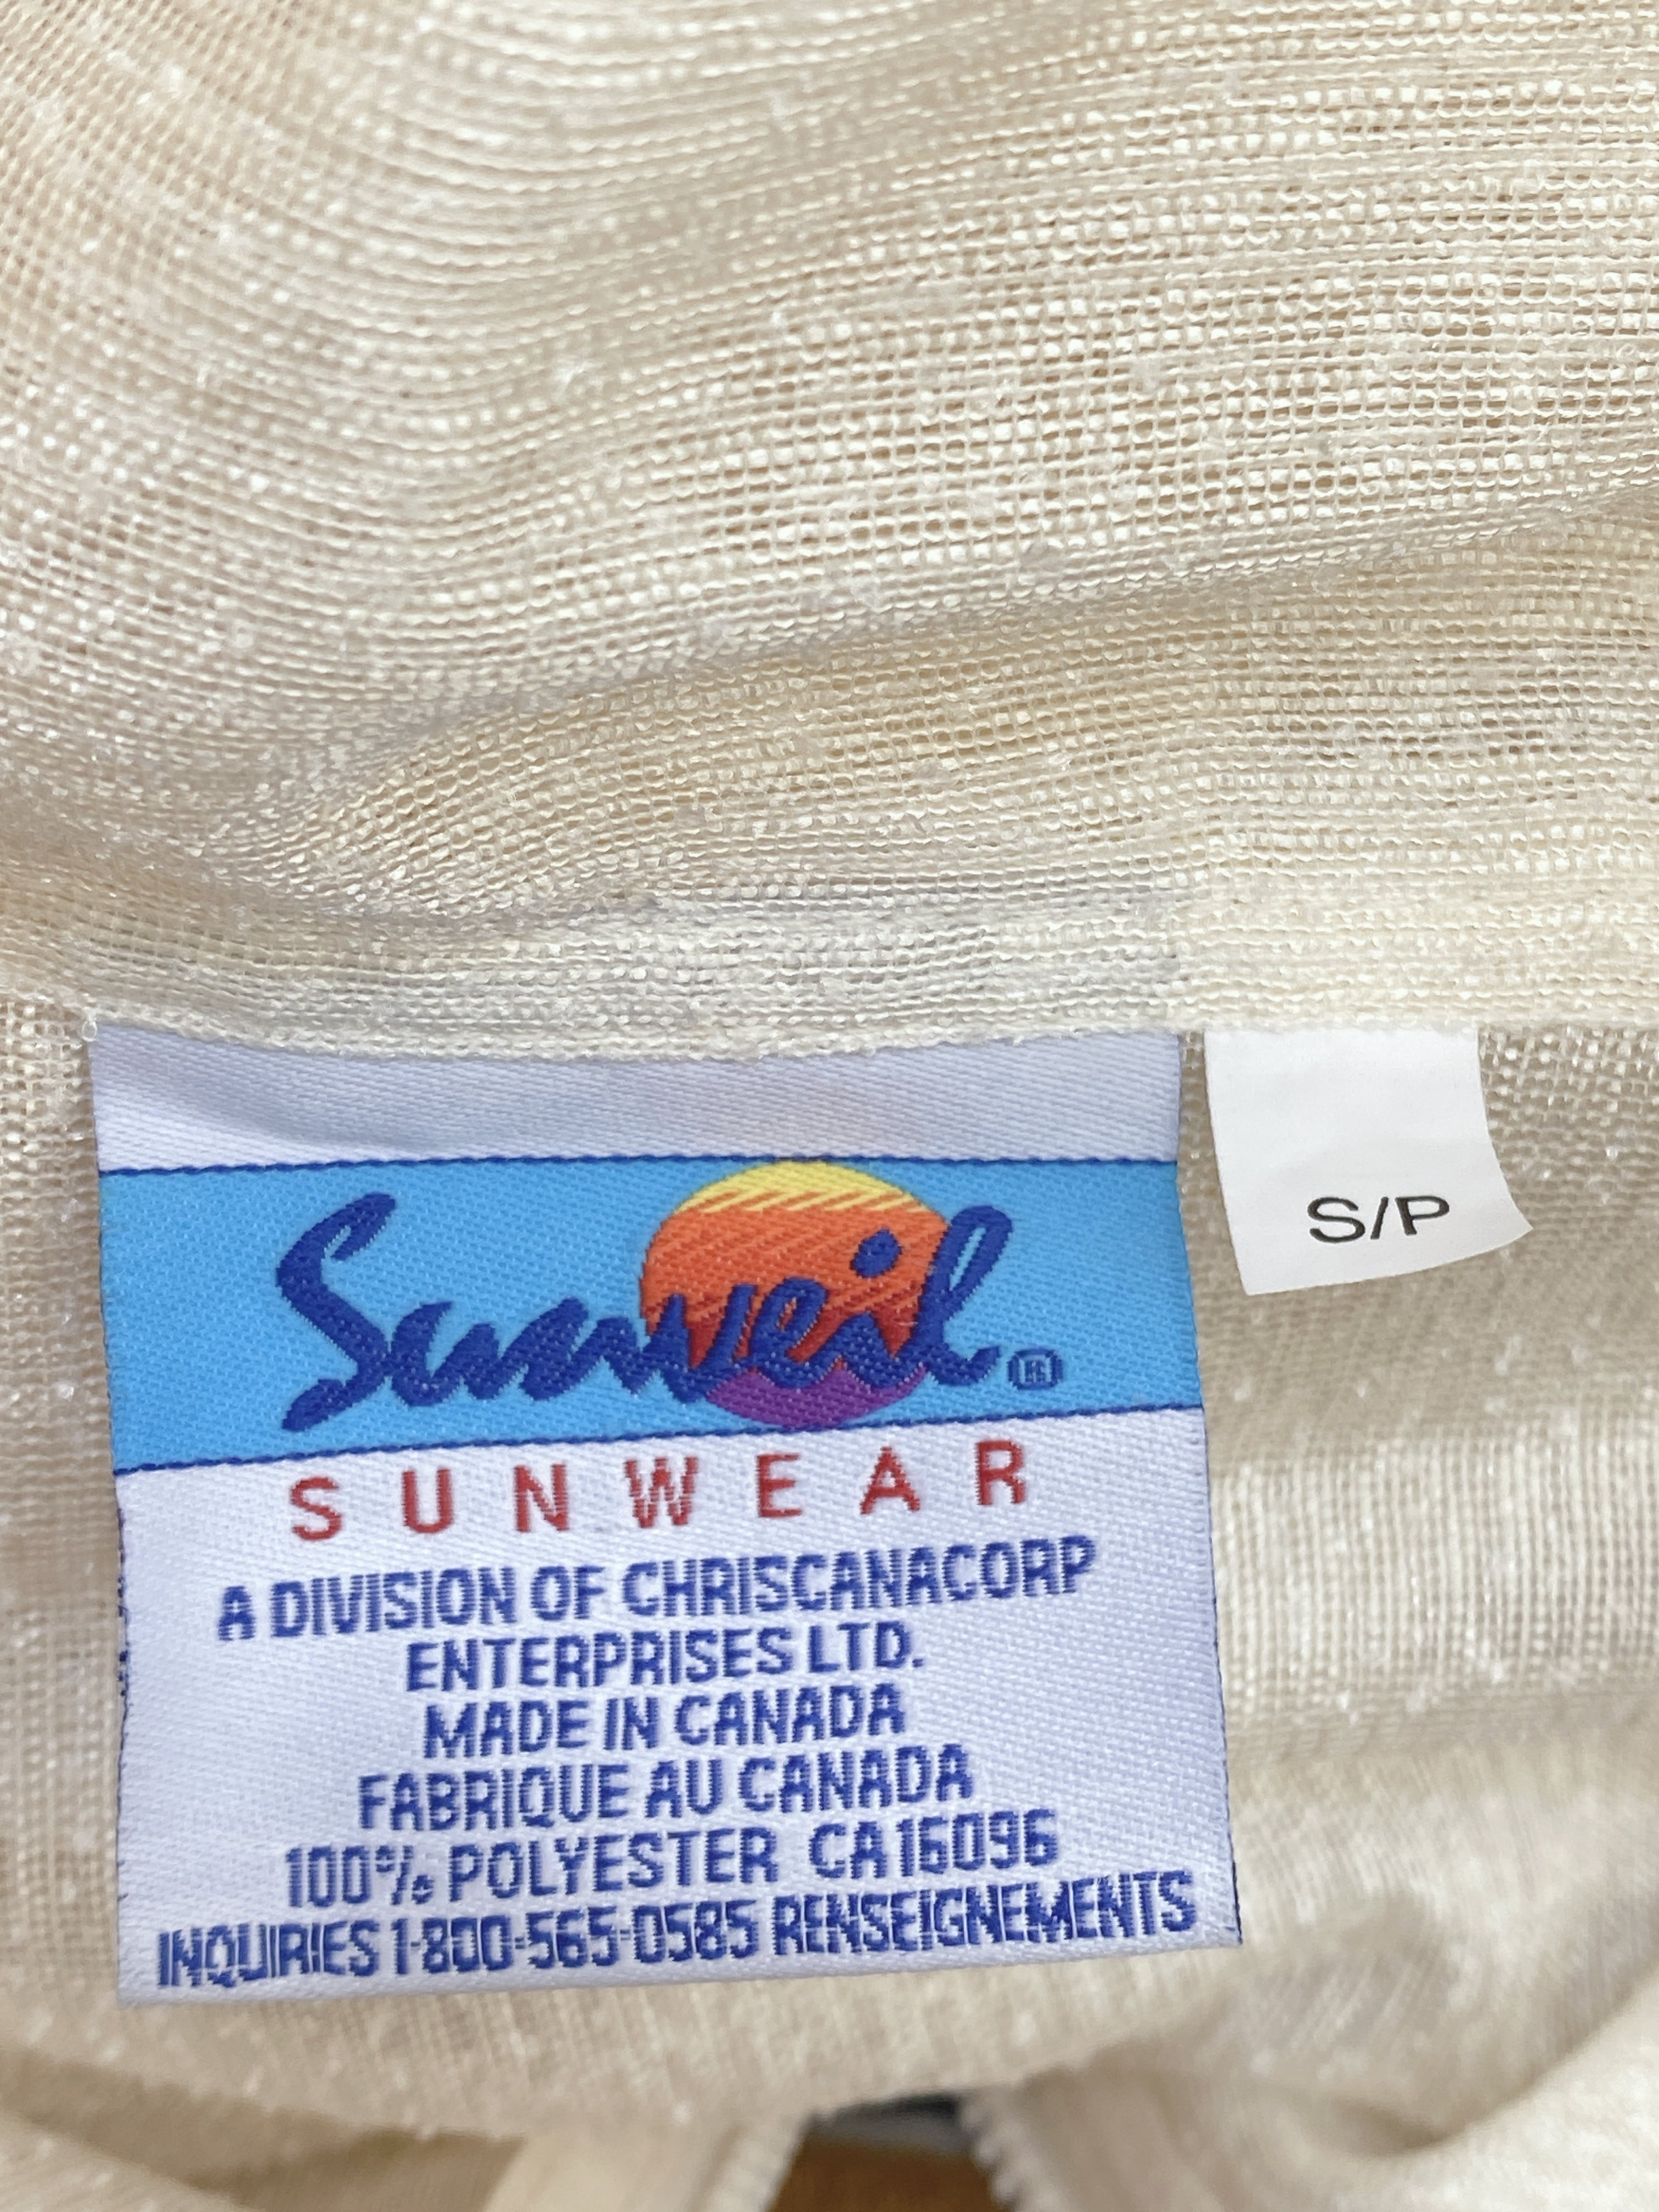 Sunveil®
SUNWEAR
A DIVISION OF CHRISCANACORP
ENTERPRISES LTD.
MADE IN CANADA
FABRIQUE AU CANADA
100% POLYESTER CA16096
INQUIRIES 1-800-565-0585 RENSEIGNEMENTS
S/P